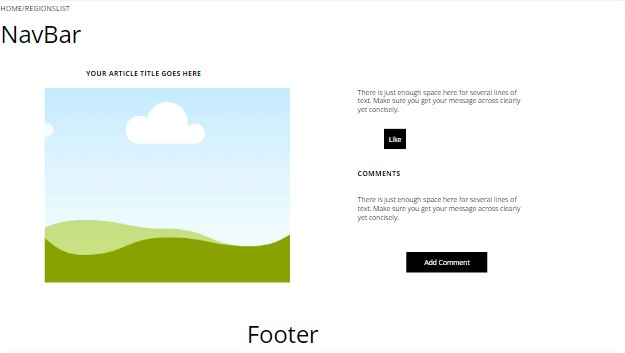 HOME/REGIONSLIST
NavBar
YOUR ARTICLE TITLE GOES HERE
There is just enough space here for several lines of
text. Make sure you get your message across clearly
yet concisely.
Like
COMMENTS
There is just enough space here for several lines of
text. Make sure you get your message across clearly
yet concisely.
Add Comment
Footer